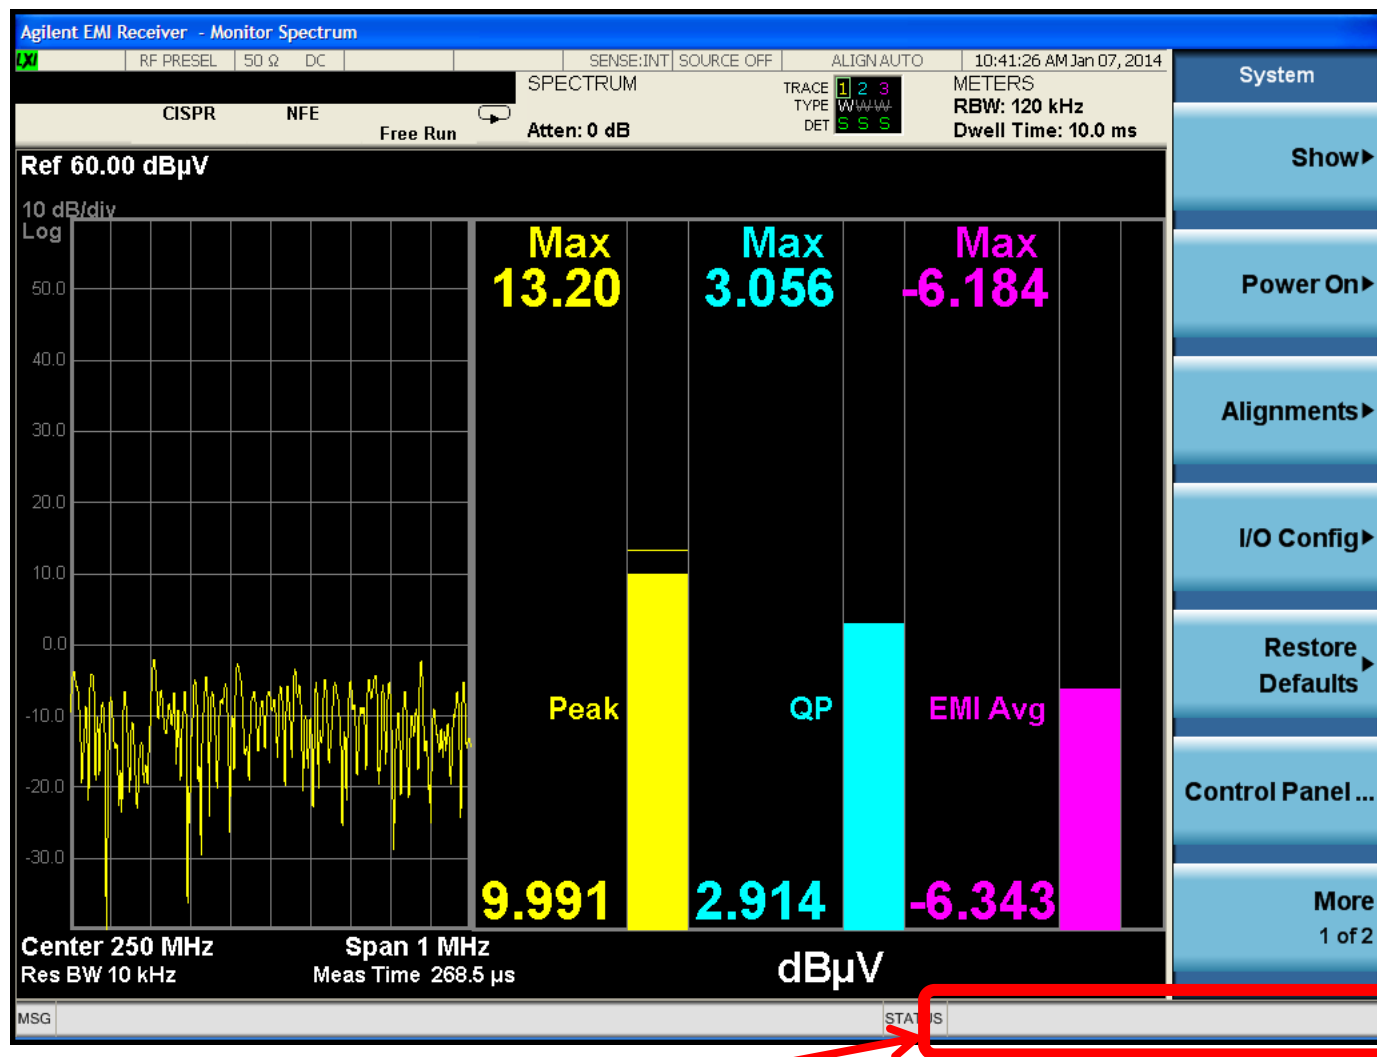 Agilent EMI Receiver - Monitor Spectrum
LXI RF PRESEL 50 Ω DC SENSE:INT SOURCE OFF ALIGN AUTO 10:41:26 AM Jan 07, 2014
CISPR NFE
Free Run
SPECTRUM
Atten: 0 dB
TRACE 1 2 3
TYPE W W W
DET S S S
METERS
RBW: 120 kHz
Dwell Time: 10.0 ms
Ref 60.00 dBµV
10 dB/div
Log
50.0
40.0
30.0
20.0
10.0
0.0
-10.0
-20.0
-30.0
Max Max Max
13.20 3.056 -6.184
Peak QP EMI Avg
9.991 2.914 -6.343
Center 250 MHz Span 1 MHz
Res BW 10 kHz Meas Time 268.5 µs
dBµV
MSG STATUS
System
Show
Power On
Alignments
I/O Config
Restore
Defaults
Control Panel...
More
1 of 2